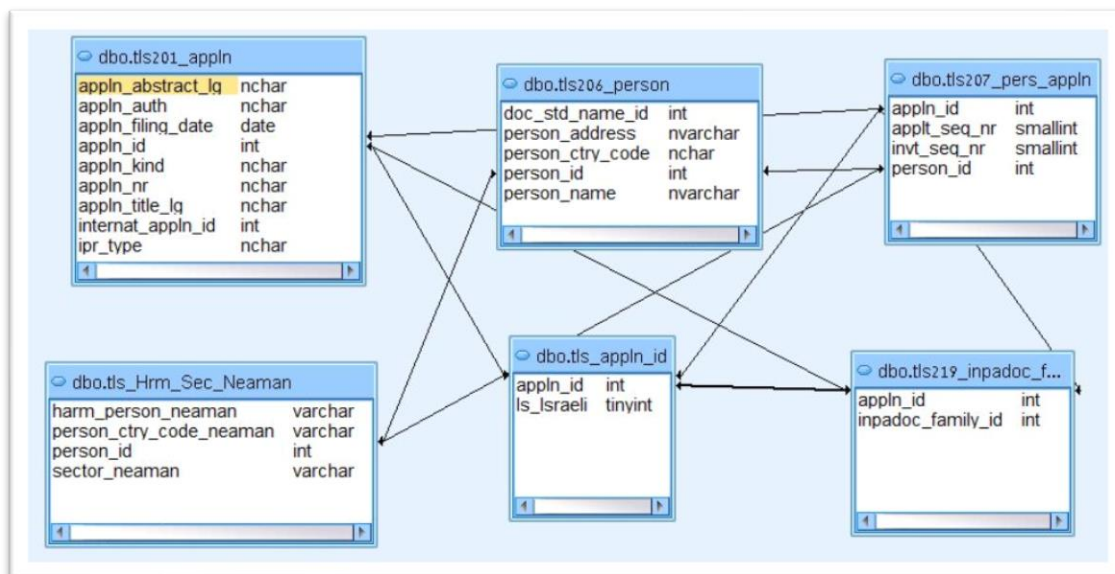 dbo.tls201_appln
appln_abstract_lg nchar
appln_auth nchar
appln_filing_date date
appln_id int
appln_kind nchar
appln_nr nchar
appln_title_lg nchar
internat_appln_id int
ipr_type nchar
dbo.tls206_person
doc_std_name_id int
person_address nvarchar
person_ctry_code nchar
person_id int
person_name nvarchar
dbo.tls207_pers_appln
appln_id int
applt_seq_nr smallint
invt_seq_nr smallint
person_id int
dbo.tls_Hrm_Sec_Neaman
harm_person_neaman varchar
person_ctry_code_neaman varchar
person_id int
sector_neaman varchar
dbo.tls_appln_id
appln_id int
Is_Israeli tinyint
dbo.tls219_inpadoc_f...
appln_id int
inpadoc_family_id int